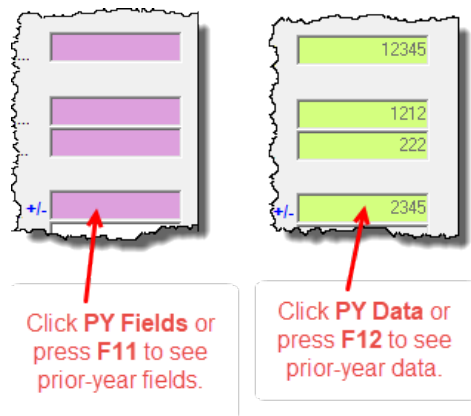 ...
...
...
+/-
Click PY Fields or
press F11 to see
prior-year fields.
12345
1212
222
+/-
2345
Click PY Data or
press F12 to see
prior-year data.